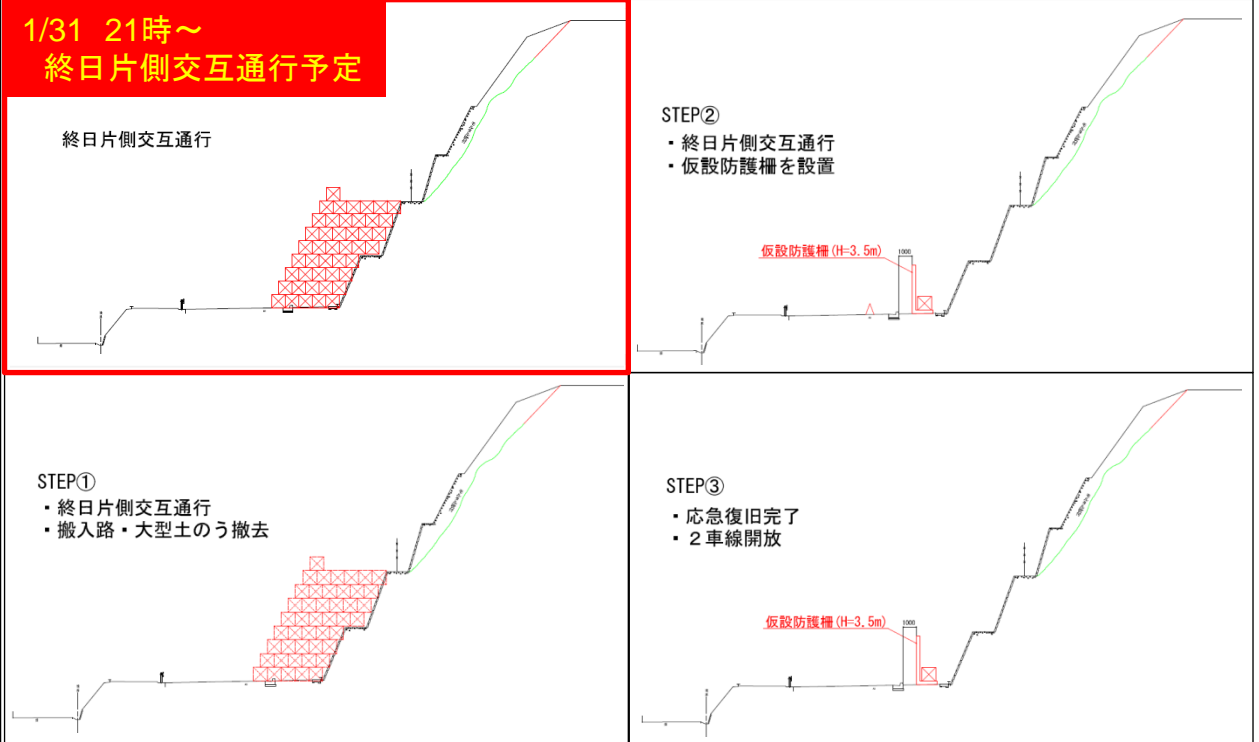 1/31 21時～
終日片側交互通行予定
終日片側交互通行
STEP②
・終日片側交互通行
・仮設防護柵を設置
仮設防護柵(H=3.5m)
1000
STEP①
・終日片側交互通行
・搬入路・大型土のう撤去
STEP③
・応急復旧完了
・２車線開放
仮設防護柵(H=3.5m)
1000